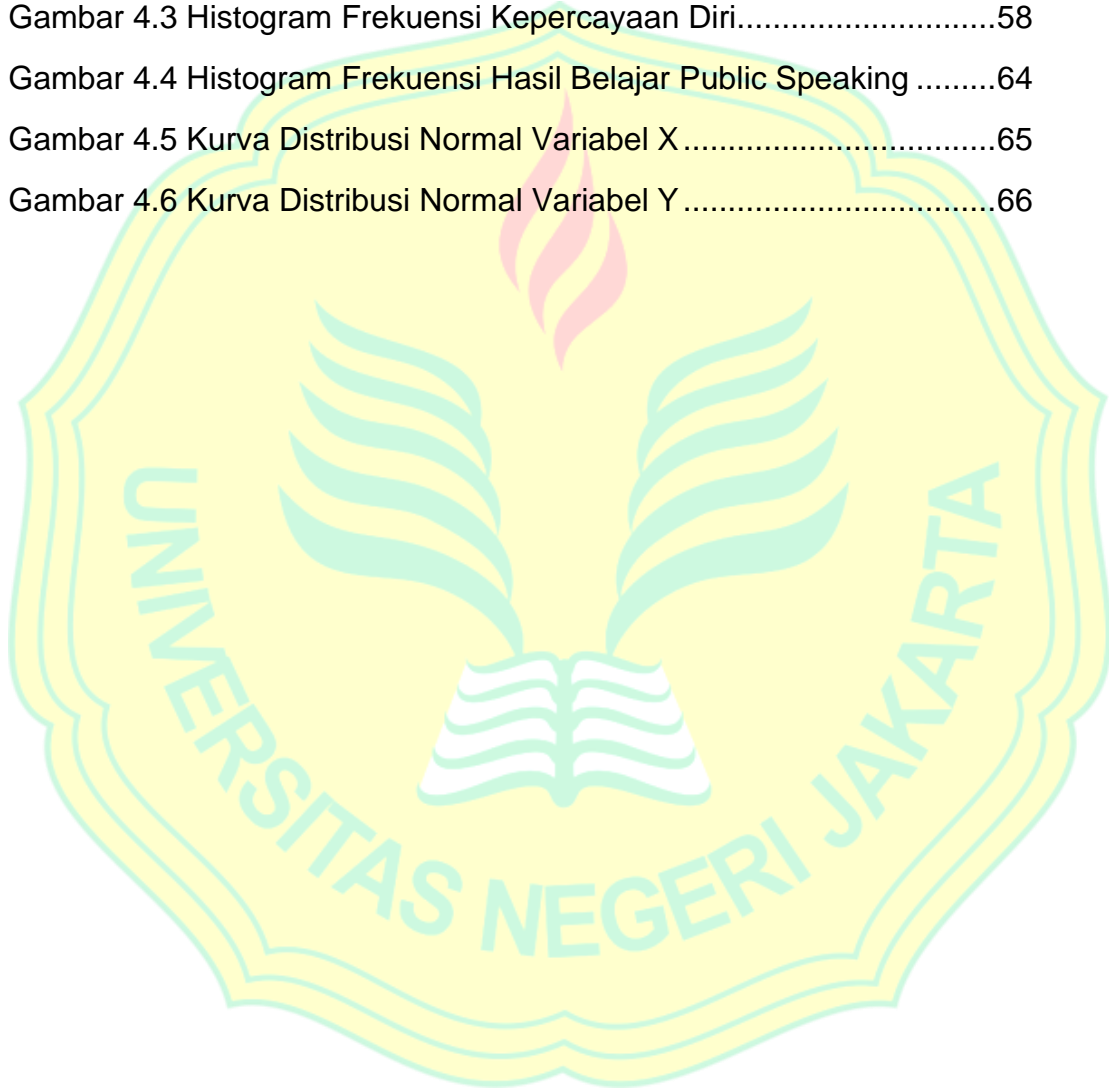 Gambar 4.3 Histogram Frekuensi Kepercayaan Diri.............................58
Gambar 4.4 Histogram Frekuensi Hasil Belajar Public Speaking .........64
Gambar 4.5 Kurva Distribusi Normal Variabel X...................................65
Gambar 4.6 Kurva Distribusi Normal Variabel Y...................................66
UNIVERSITAS NEGERI JAKARTA